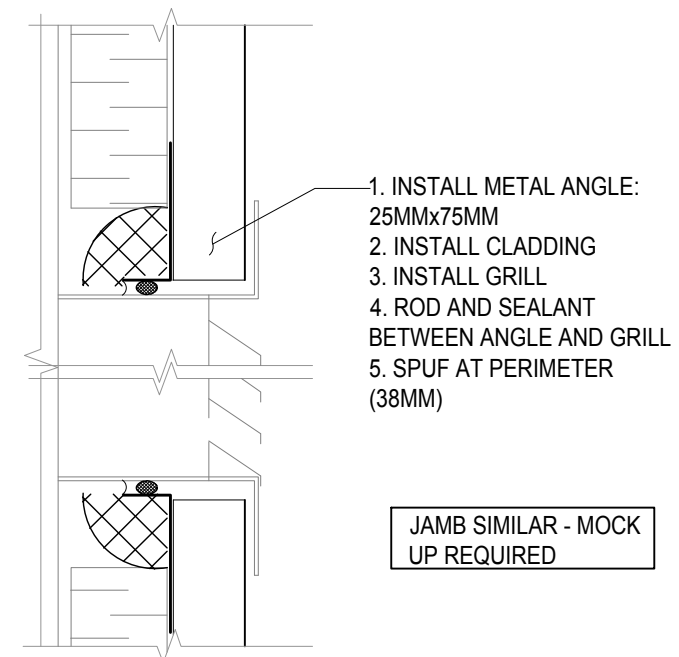 1. INSTALL METAL ANGLE:
25MMx75MM
2. INSTALL CLADDING
3. INSTALL GRILL
4. ROD AND SEALANT
BETWEEN ANGLE AND GRILL
5. SPUF AT PERIMETER
(38MM)
JAMB SIMILAR - MOCK
UP REQUIRED